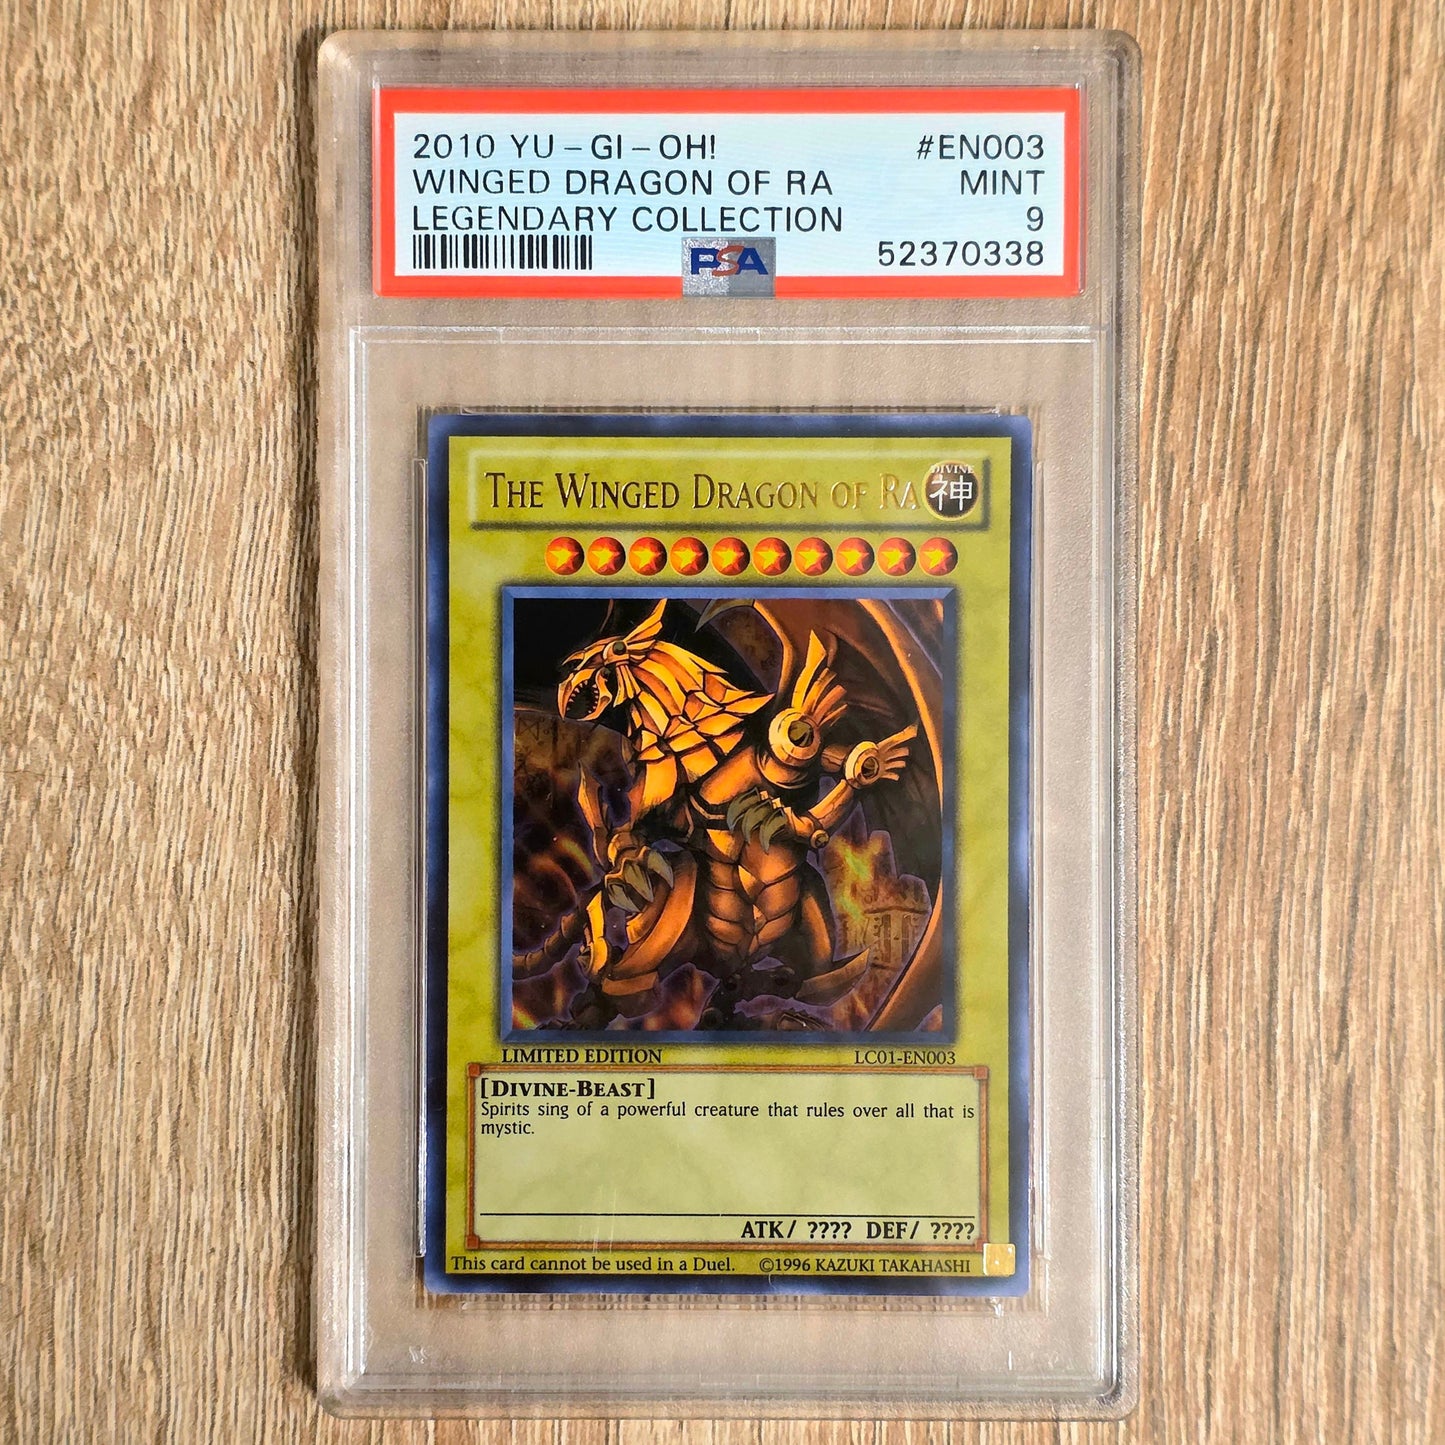 2010 YU-GI-OH! #EN003
WINGED DRAGON OF RA MINT
LEGENDARY COLLECTION 9
PSA 52370338
THE WINGED DRAGON OF RA
DIVINE
神
LIMITED EDITION LC01-EN003
[DIVINE-BEAST]
Spirits sing of a powerful creature that rules over all that is
mystic.
ATK/ ???? DEF/ ????
This card cannot be used in a Duel. ©1996 KAZUKI TAKAHASHI